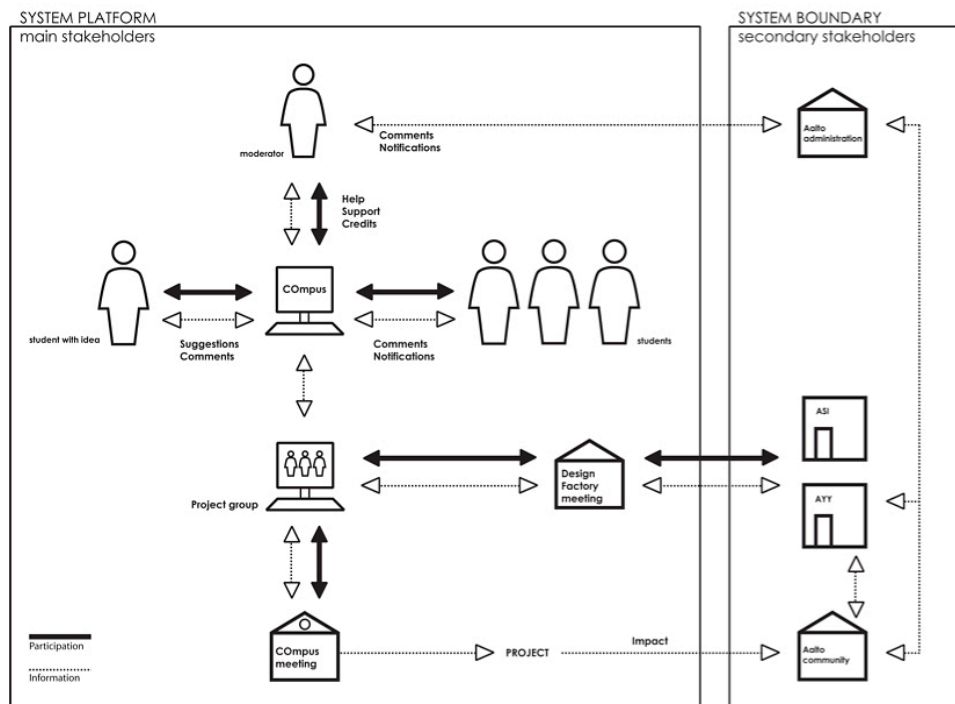 SYSTEM PLATFORM
main stakeholders
SYSTEM BOUNDARY
secondary stakeholders
moderator
Comments
Notifications
Aalto
administration
Help
Support
Credits
COmpus
student with idea
Suggestions
Comments
Comments
Notifications
students
ASI
Design
Factory
meeting
AYY
Project group
COmpus
meeting
PROJECT
Impact
Aalto
community
Participation
Information